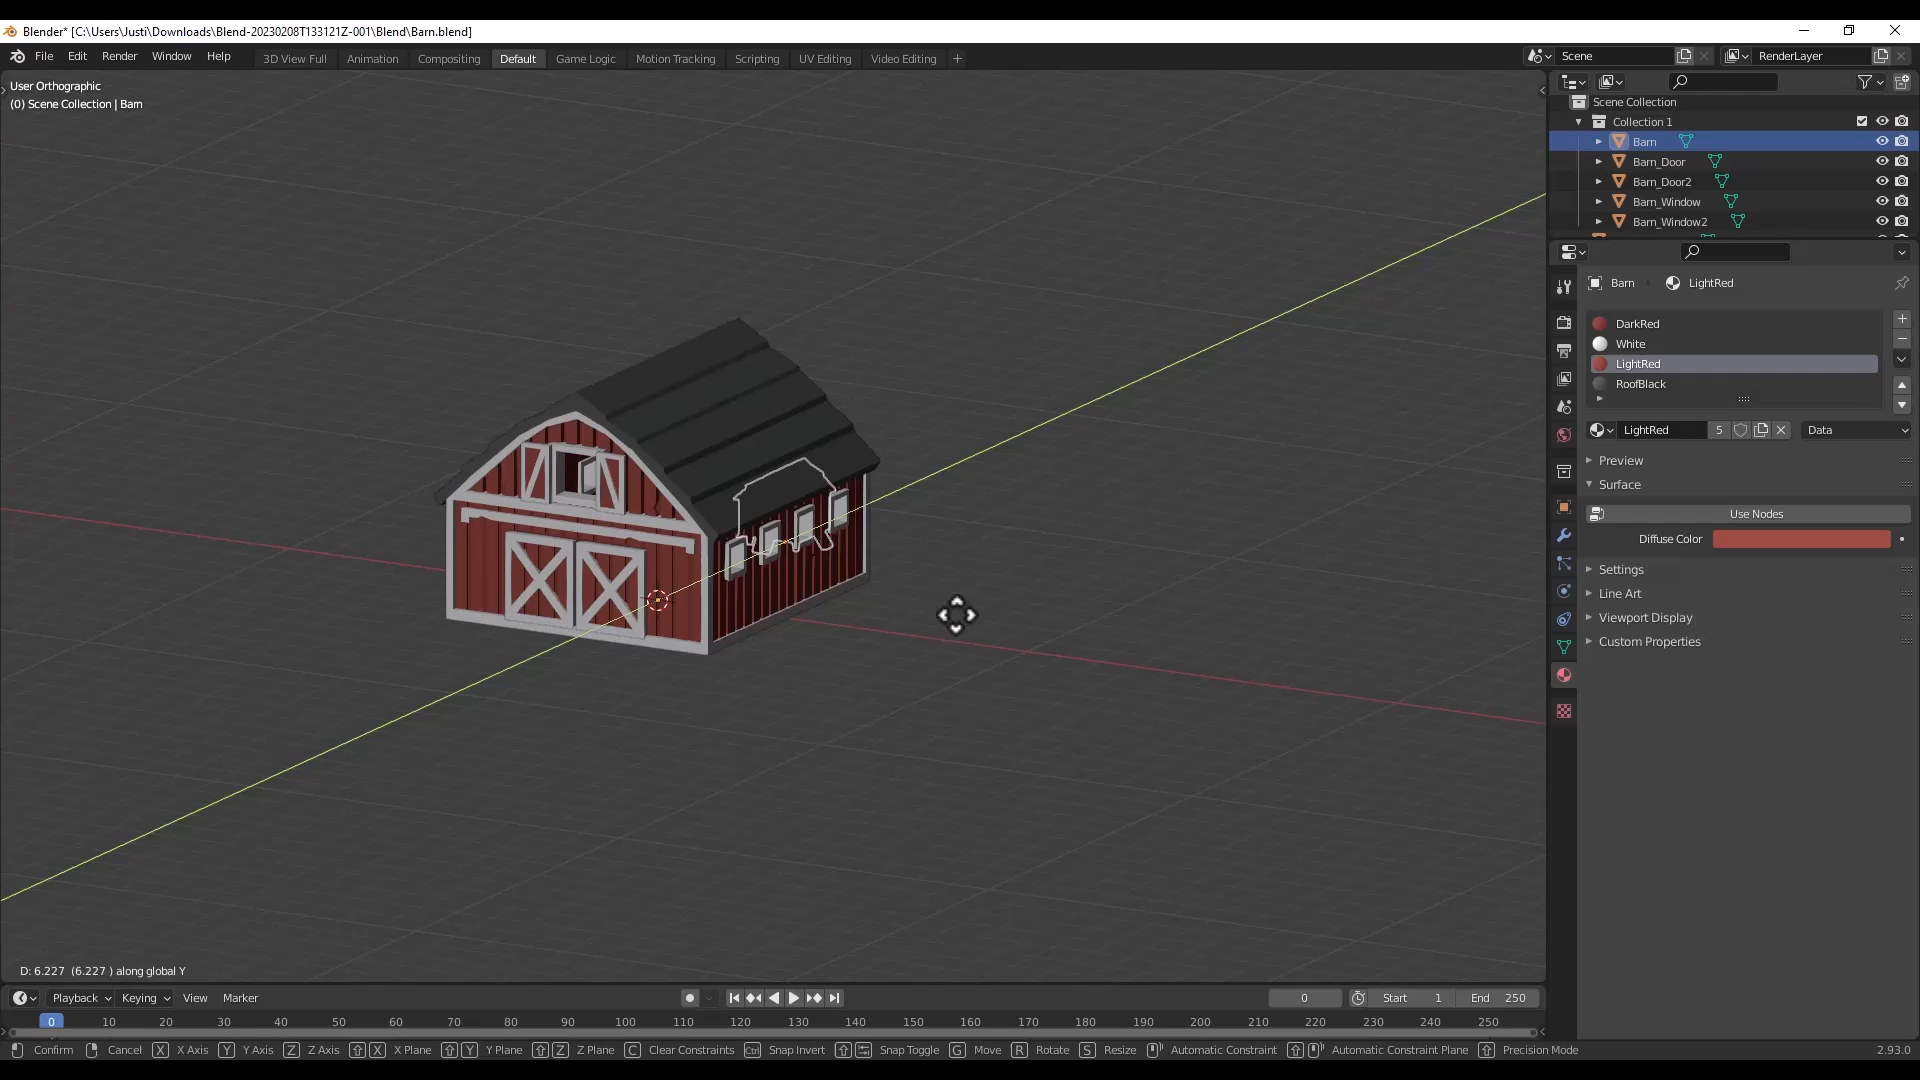 Blender* [C:\Users\Justi\Downloads\Blend-20230208T133121Z-001\Blend\Barn.blend]
File Edit Render Window Help 3D View Full Animation Compositing Default Game Logic Motion Tracking Scripting UV Editing Video Editing + Scene RenderLayer
User Orthographic
(0) Scene Collection | Barn
Scene Collection
Collection 1
Barn
Barn_Door
Barn_Door2
Barn_Window
Barn_Window2
Barn LightRed
DarkRed
White
LightRed
RoofBlack
LightRed 5 Data
Preview
Surface
Use Nodes
Diffuse Color
Settings
Line Art
Viewport Display
Custom Properties
D: 6.227 (6.227 ) along global Y
Playback Keying View Marker 0 Start 1 End 250
0 10 20 30 40 50 60 70 80 90 100 110 120 130 140 150 160 170 180 190 200 210 220 230 240 250
Confirm Cancel X X Axis Y Y Axis Z Z Axis X X Plane Y Y Plane Z Z Plane C Clear Constraints Ctrl Snap Invert Snap Toggle G Move R Rotate S Resize Automatic Constraint Automatic Constraint Plane Precision Mode 2.93.0